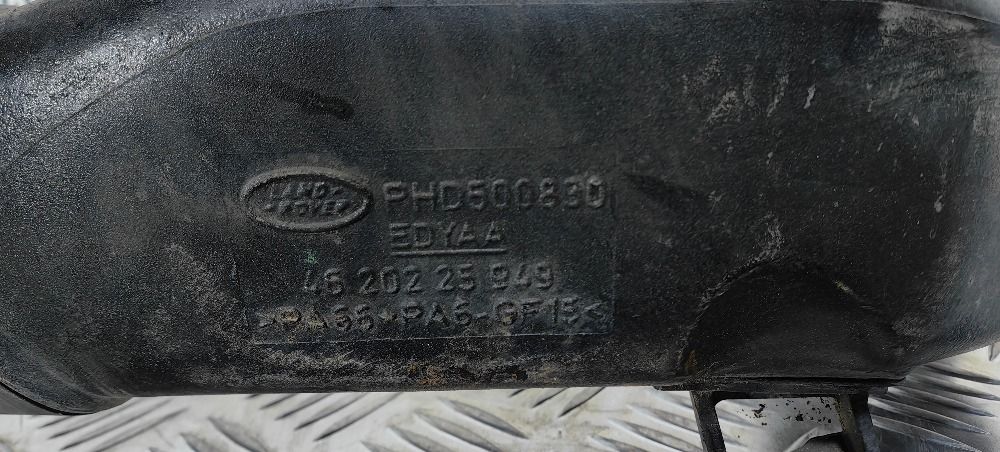 LAND-
ROVER
PHD500830
EDYAA
46 202 25 949
>PA66+PA6-GF15<